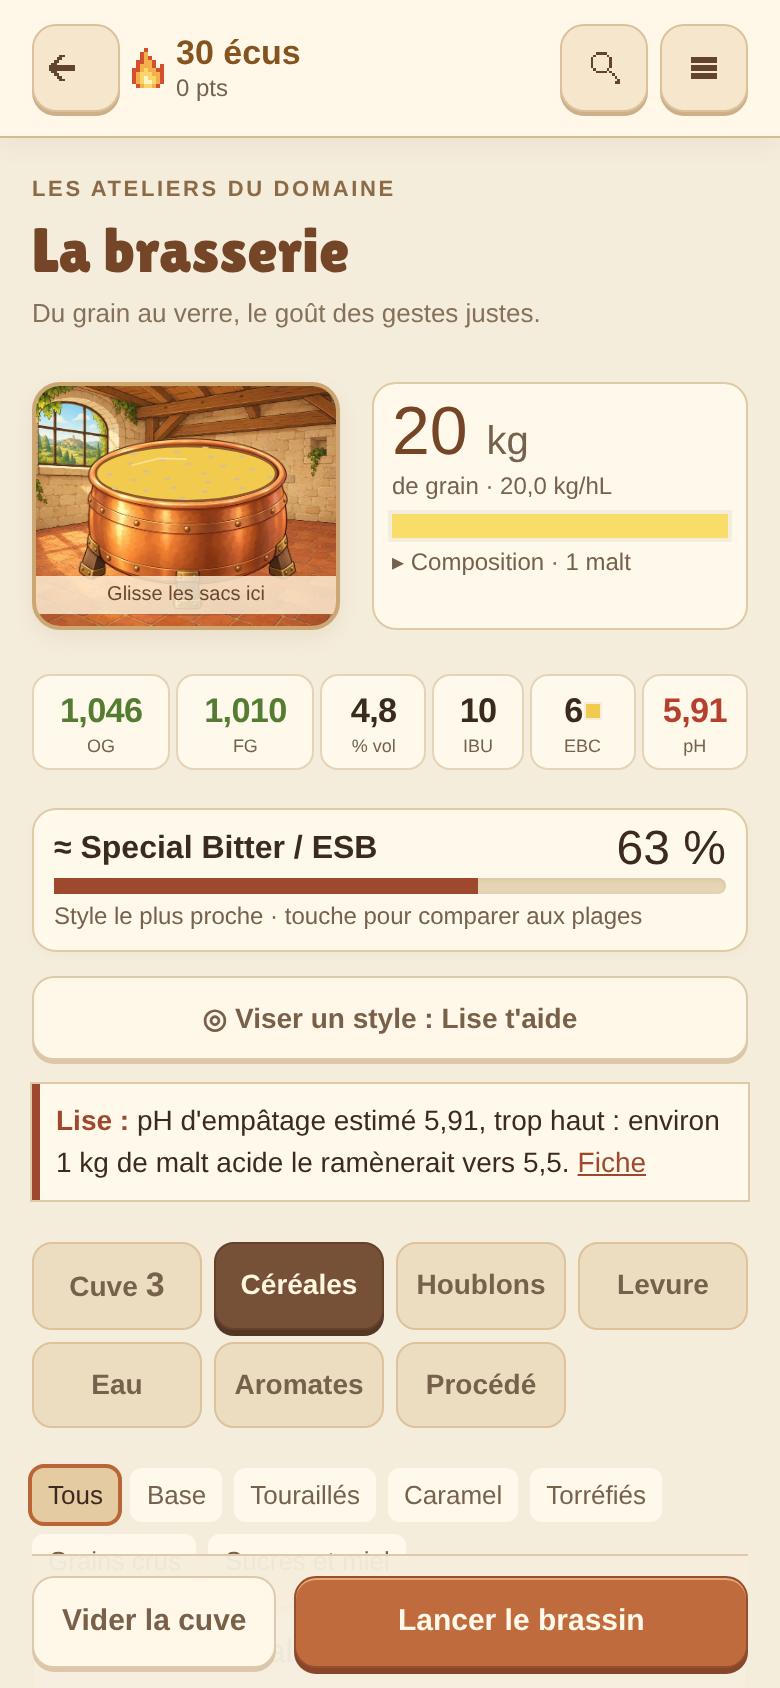 30 écus
0 pts
LES ATELIERS DU DOMAINE
La brasserie
Du grain au verre, le goût des gestes justes.
Glisse les sacs ici
20 kg
de grain · 20,0 kg/hL
▸ Composition · 1 malt
1,046
OG
1,010
FG
4,8
% vol
10
IBU
6
EBC
5,91
pH
≈ Special Bitter / ESB
63 %
Style le plus proche · touche pour comparer aux plages
◎ Viser un style : Lise t'aide
Lise : pH d'empâtage estimé 5,91, trop haut : environ
1 kg de malt acide le ramènerait vers 5,5. Fiche
Cuve 3
Céréales
Houblons
Levure
Eau
Aromates
Procédé
Tous
Base
Touraillés
Caramel
Torréfiés
Grains crus
Sucres et miel
Vider la cuve
Lancer le brassin